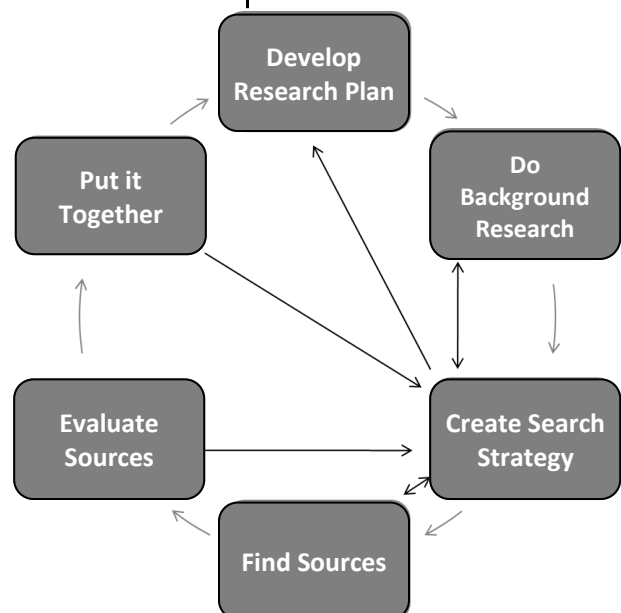 Develop
Research Plan
Do
Background
Research
Create Search
Strategy
Find Sources
Evaluate
Sources
Put it
Together